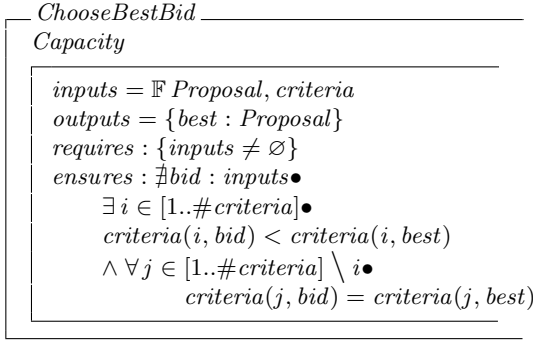 ChooseBestBid
Capacity
inputs = 𝔽 Proposal, criteria
outputs = {best : Proposal}
requires : {inputs ≠ ∅}
ensures : ∄bid : inputs•
∃ i ∈ [1..#criteria]•
criteria(i, bid) < criteria(i, best)
∧ ∀ j ∈ [1..#criteria] \ i•
criteria(j, bid) = criteria(j, best)